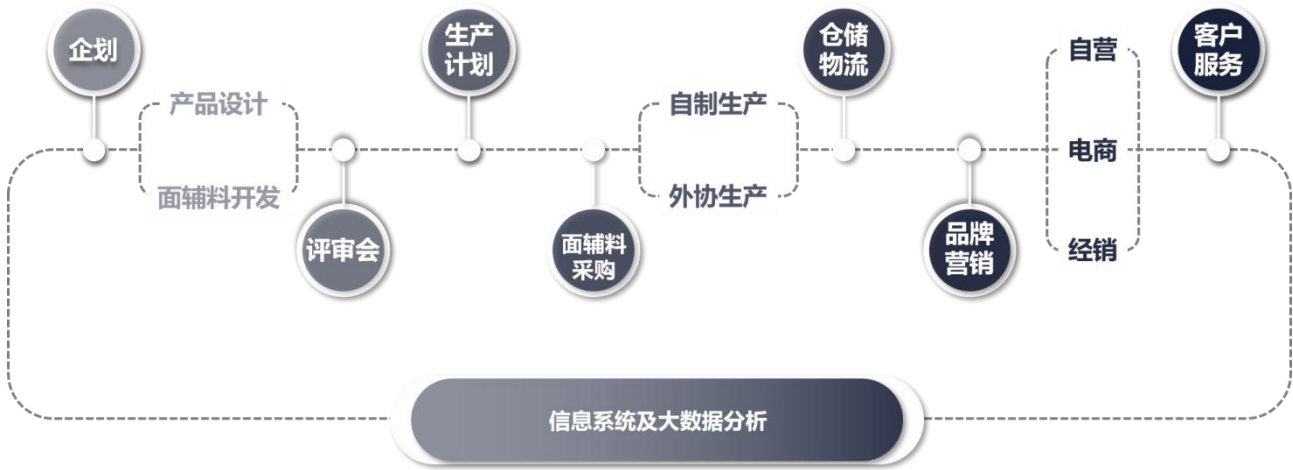 企划
产品设计
面辅料开发
评审会
生产
计划
面辅料
采购
自制生产
外协生产
仓储
物流
品牌
营销
自营
电商
经销
客户
服务
信息系统及大数据分析